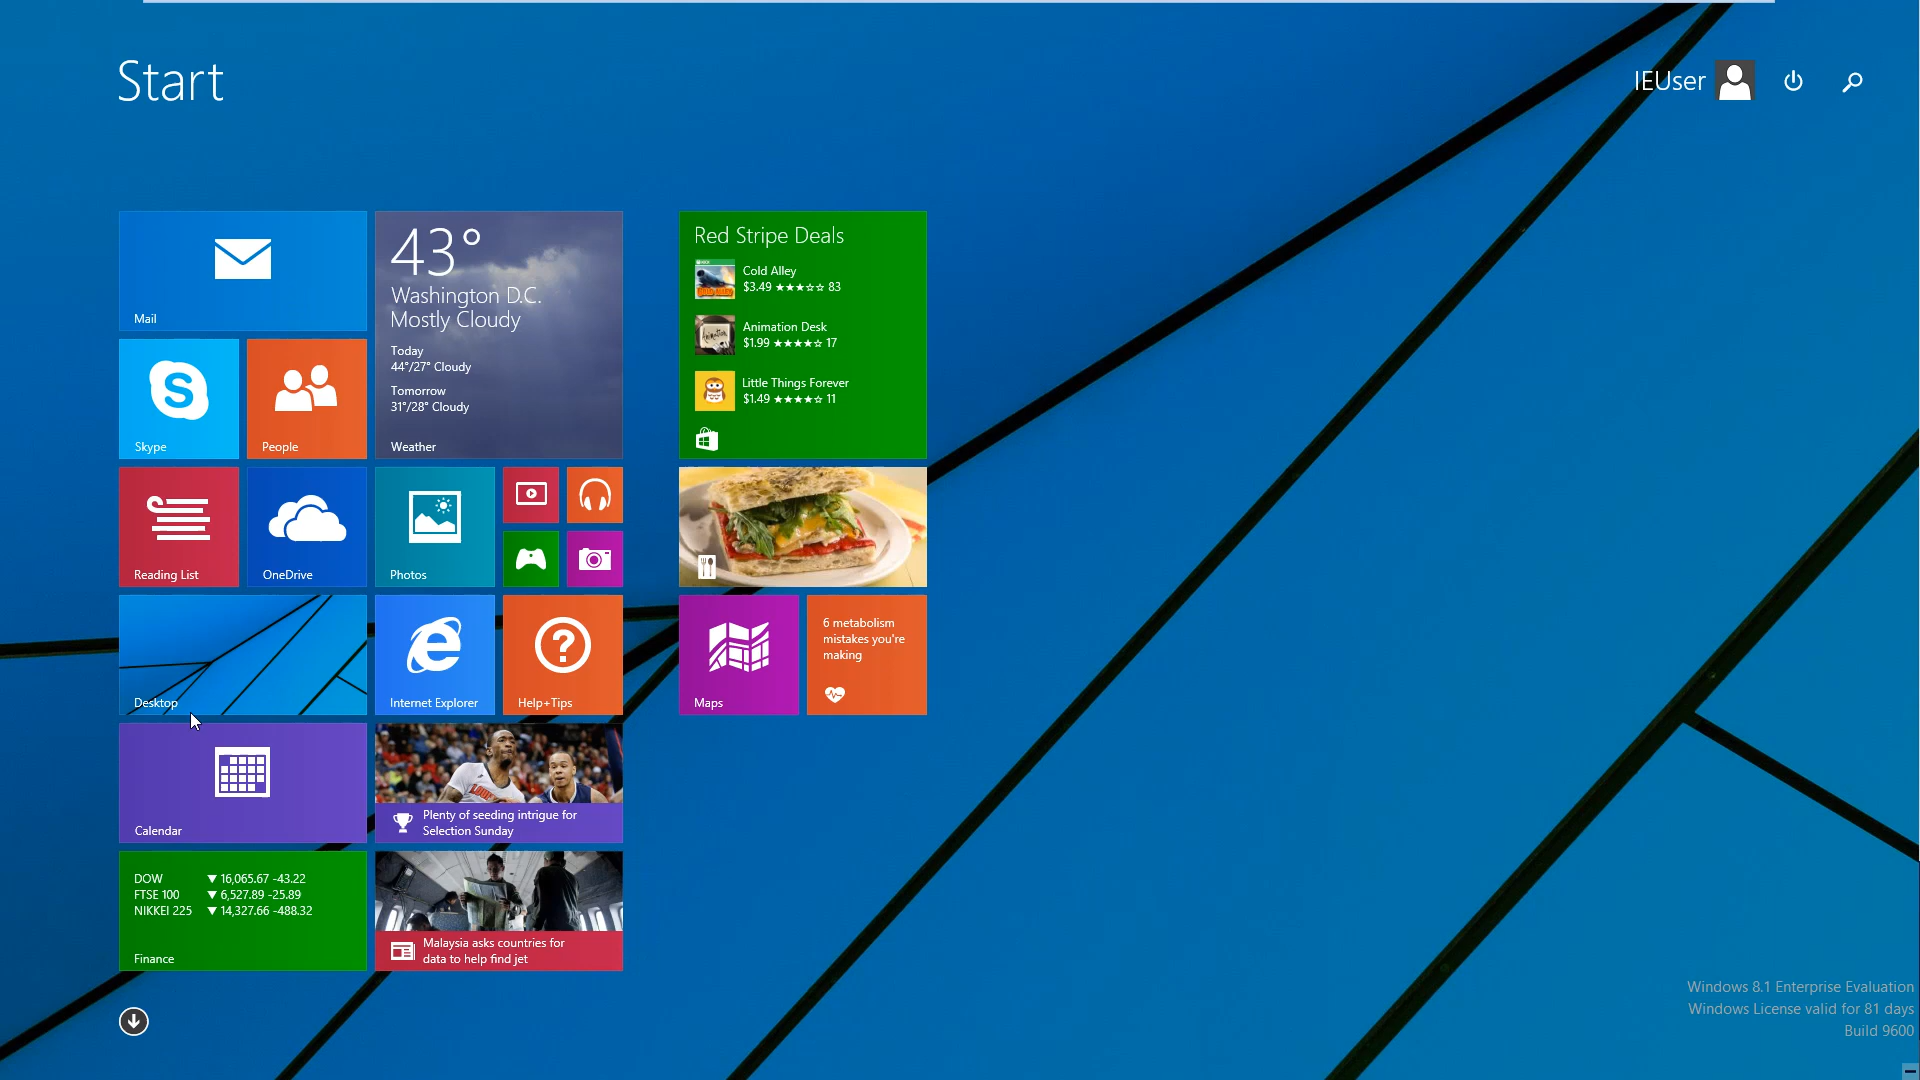 Start
IEUser
Mail
43°
Washington D.C.
Mostly Cloudy
Today
44°/27° Cloudy
Tomorrow
31°/28° Cloudy
Weather
Skype
People
Reading List
OneDrive
Photos
Desktop
Internet Explorer
Help+Tips
Calendar
Plenty of seeding intrigue for
Selection Sunday
DOW ▼ 16,065.67 -43.22
FTSE 100 ▼ 6,527.89 -25.89
NIKKEI 225 ▼ 14,327.66 -488.32
Finance
Malaysia asks countries for
data to help find jet
Red Stripe Deals
Cold Alley
$3.49 ★★★☆☆ 83
Animation Desk
$1.99 ★★★★☆ 17
Little Things Forever
$1.49 ★★★★☆ 11
Maps
6 metabolism
mistakes you're
making
Windows 8.1 Enterprise Evaluation
Windows License valid for 81 days
Build 9600